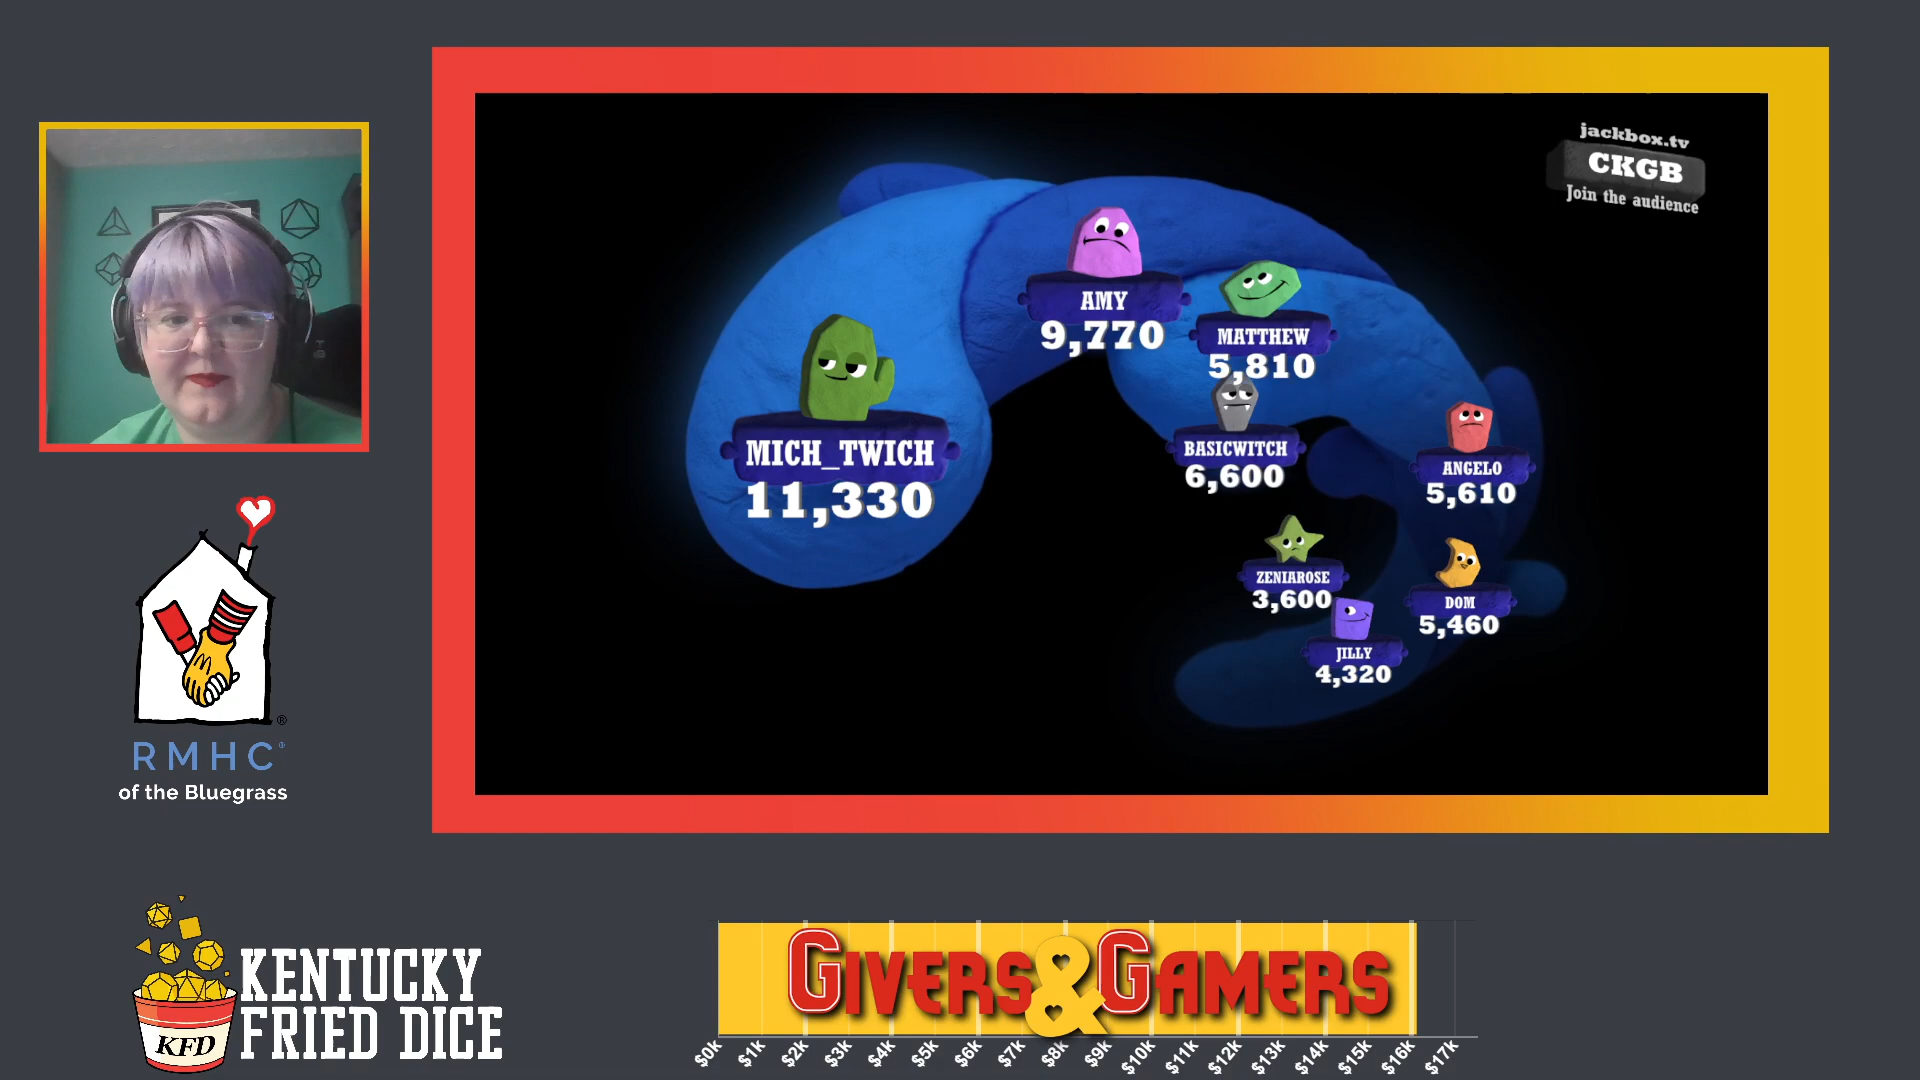 jackbox.tv
CKGB
Join the audience
AMY
9,770
MATTHEW
5,810
MICH_TWICH
11,330
BASICWITCH
6,600
ANGELO
5,610
ZENIAROSE
3,600
DOM
5,460
JILLY
4,320
RMHC®
of the Bluegrass
KENTUCKY
FRIED DICE
KFD
GIVERS & GAMERS
$0k $1k $2k $3k $4k $5k $6k $7k $8k $9k $10k $11k $12k $13k $14k $15k $16k $17k